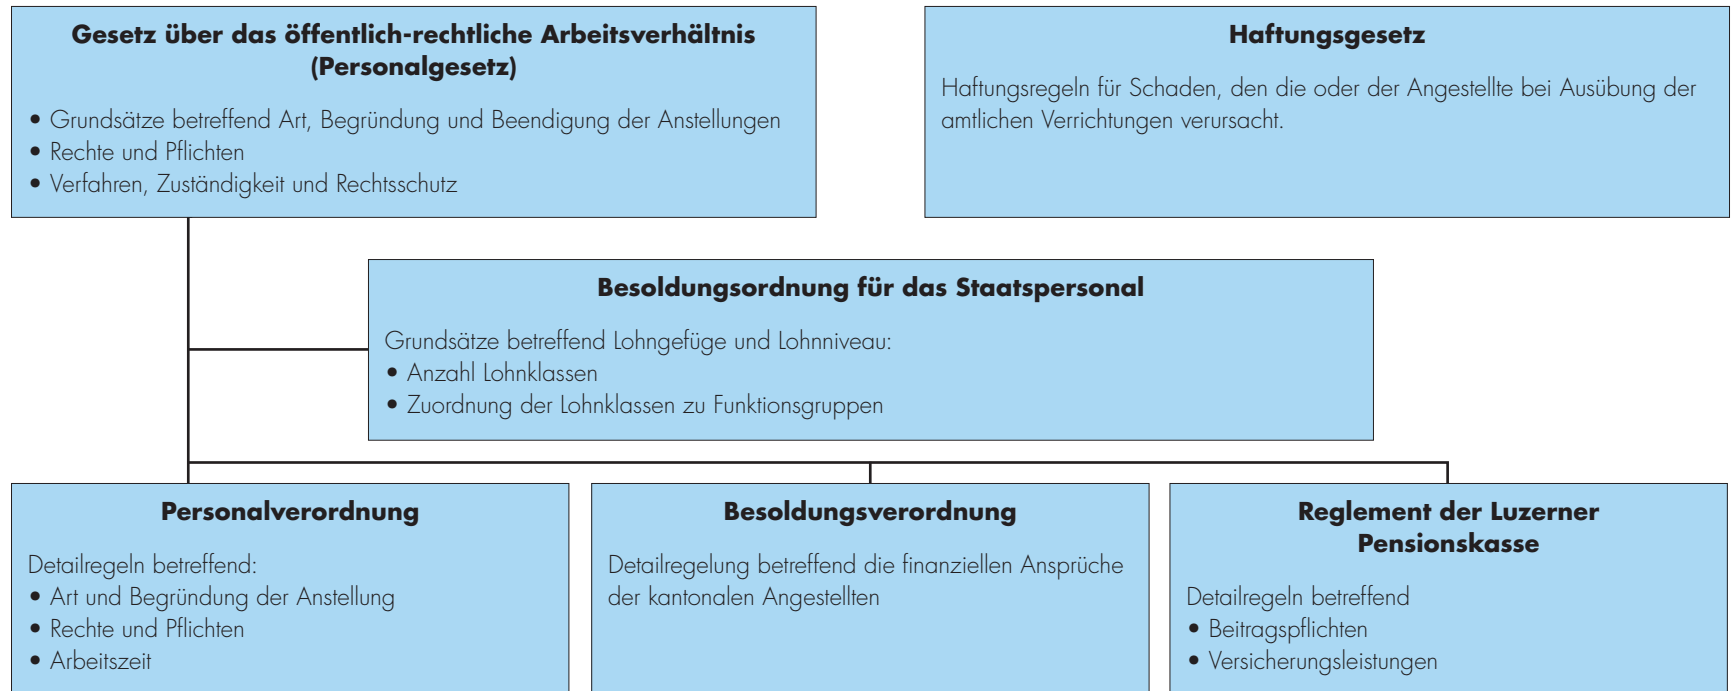 Gesetz über das öffentlich-rechtliche Arbeitsverhältnis
(Personalgesetz)
• Grundsätze betreffend Art, Begründung und Beendigung der Anstellungen
• Rechte und Pflichten
• Verfahren, Zuständigkeit und Rechtsschutz
Haftungsgesetz
Haftungsregeln für Schaden, den die oder der Angestellte bei Ausübung der
amtlichen Verrichtungen verursacht.
Besoldungsordnung für das Staatspersonal
Grundsätze betreffend Lohngefüge und Lohnniveau:
• Anzahl Lohnklassen
• Zuordnung der Lohnklassen zu Funktionsgruppen
Personalverordnung
Detailregeln betreffend:
• Art und Begründung der Anstellung
• Rechte und Pflichten
• Arbeitszeit
Besoldungsverordnung
Detailregelung betreffend die finanziellen Ansprüche
der kantonalen Angestellten
Reglement der Luzerner
Pensionskasse
Detailregeln betreffend
• Beitragspflichten
• Versicherungsleistungen